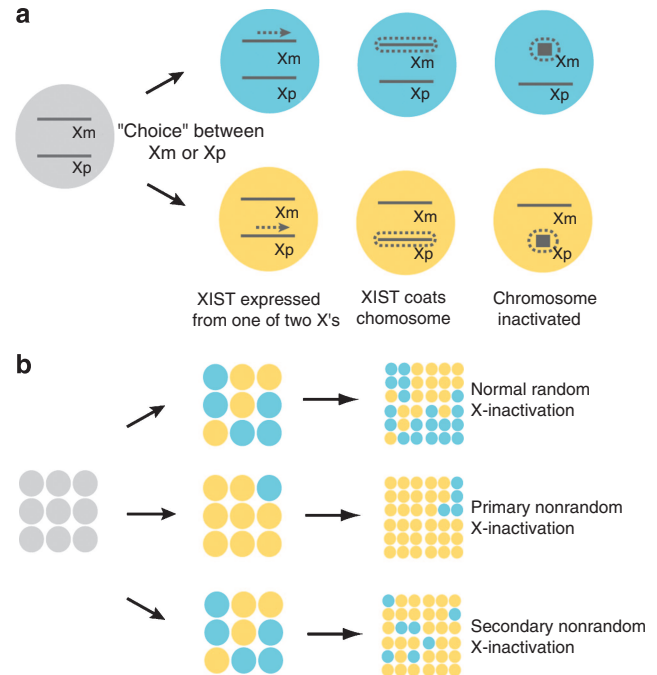 a
Xm
Xp
"Choice" between
Xm or Xp
Xm
Xp
Xm
Xp
Xm
Xp
Xm
Xp
Xm
Xp
Xm
Xp
XIST expressed
from one of two X's
XIST coats
chomosome
Chromosome
inactivated
b
Normal random
X-inactivation
Primary nonrandom
X-inactivation
Secondary nonrandom
X-inactivation